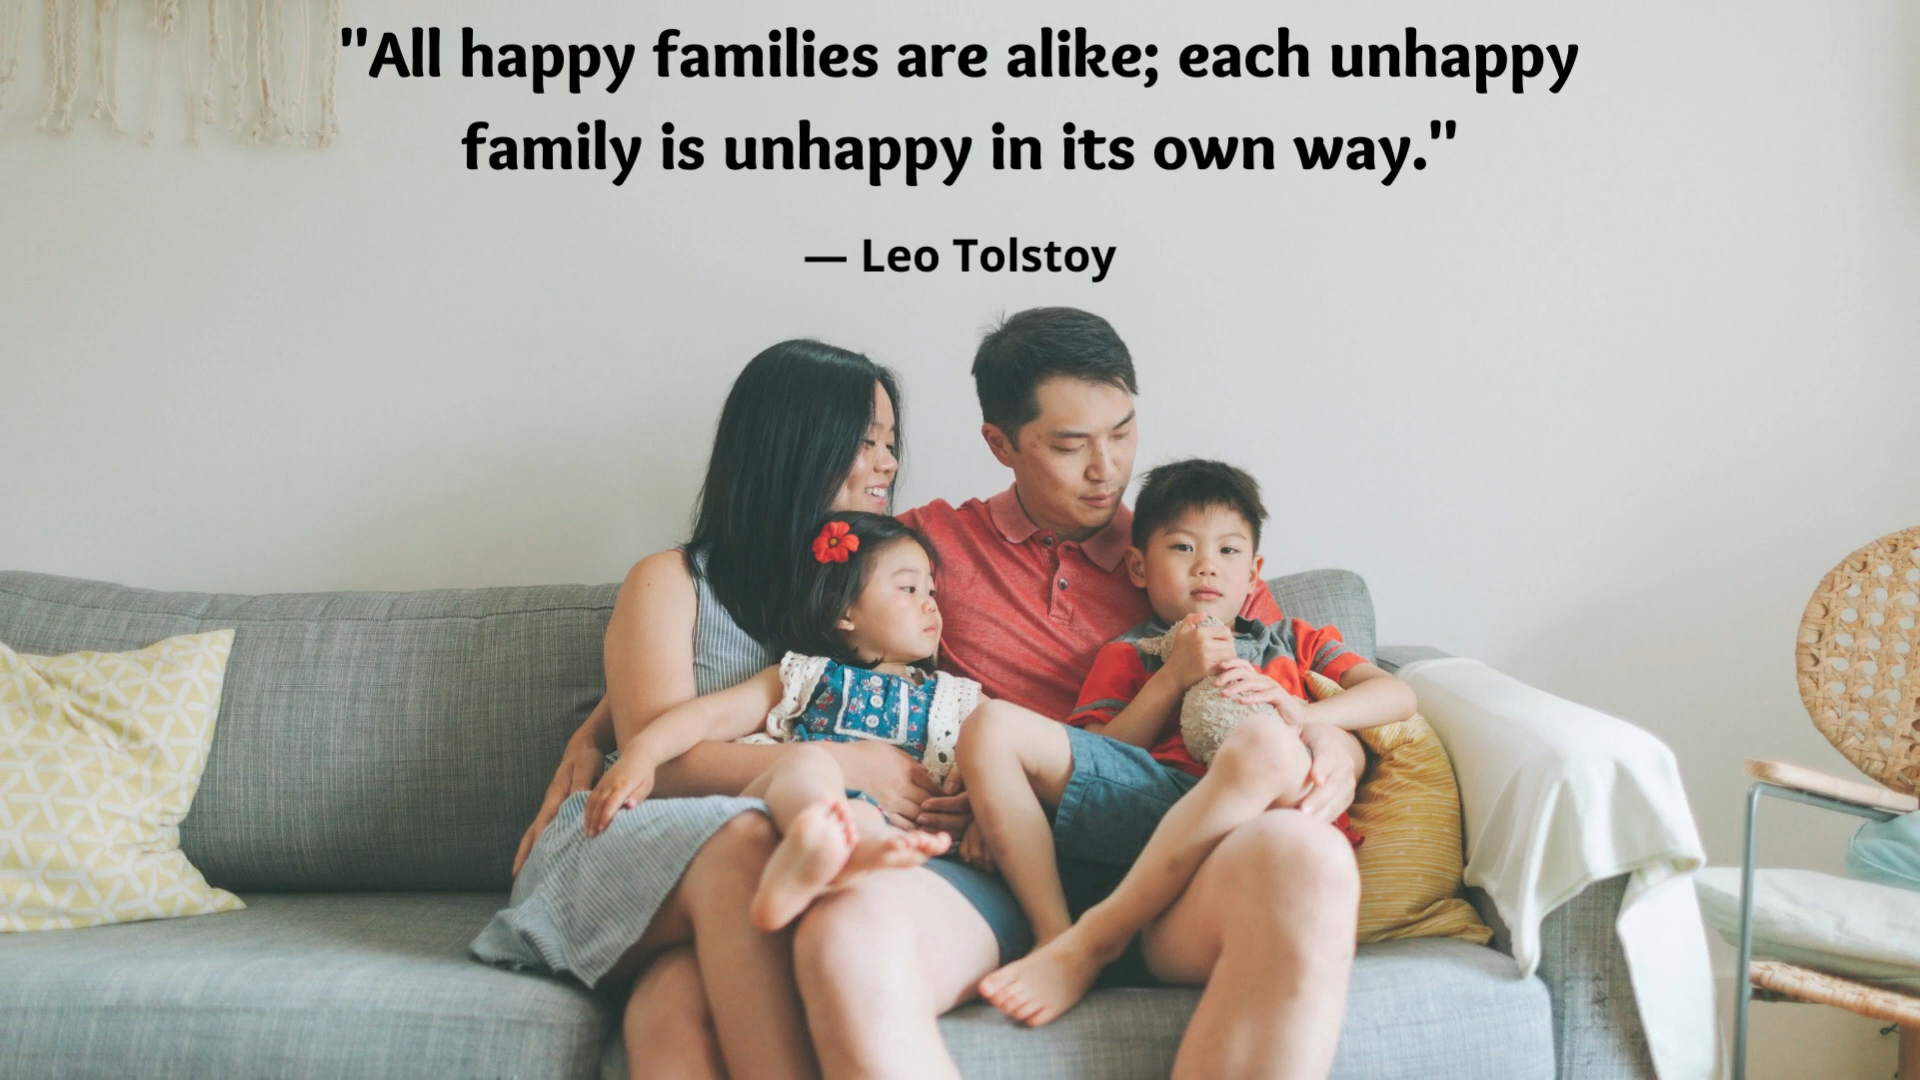 "All happy families are alike; each unhappy
family is unhappy in its own way."
— Leo Tolstoy